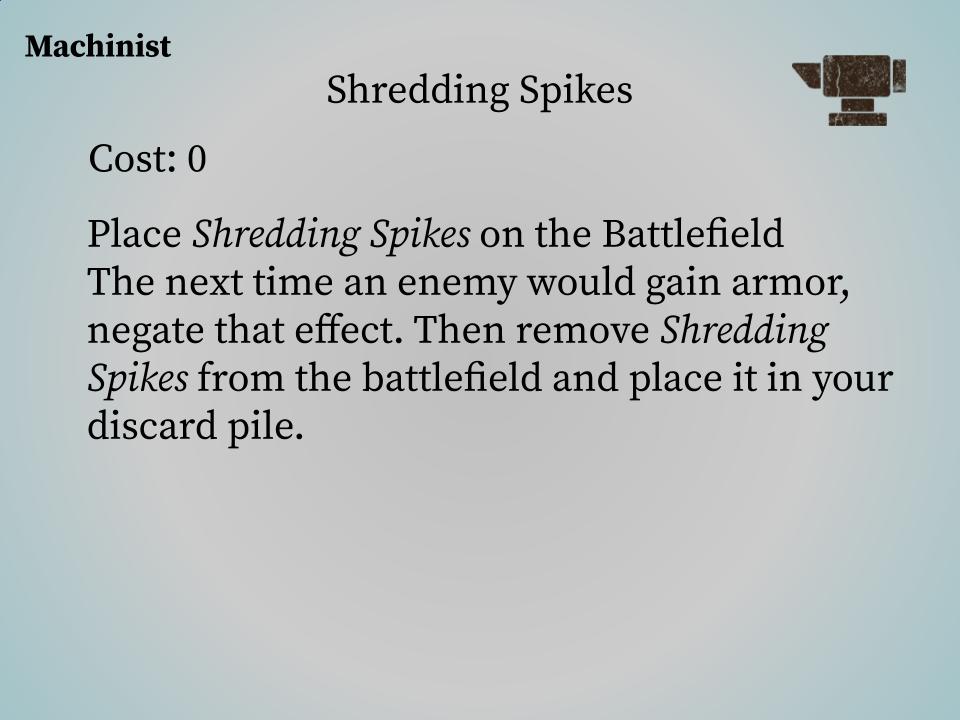 Machinist
Shredding Spikes
Cost: 0
Place Shredding Spikes on the Battlefield
The next time an enemy would gain armor,
negate that effect. Then remove Shredding
Spikes from the battlefield and place it in your
discard pile.